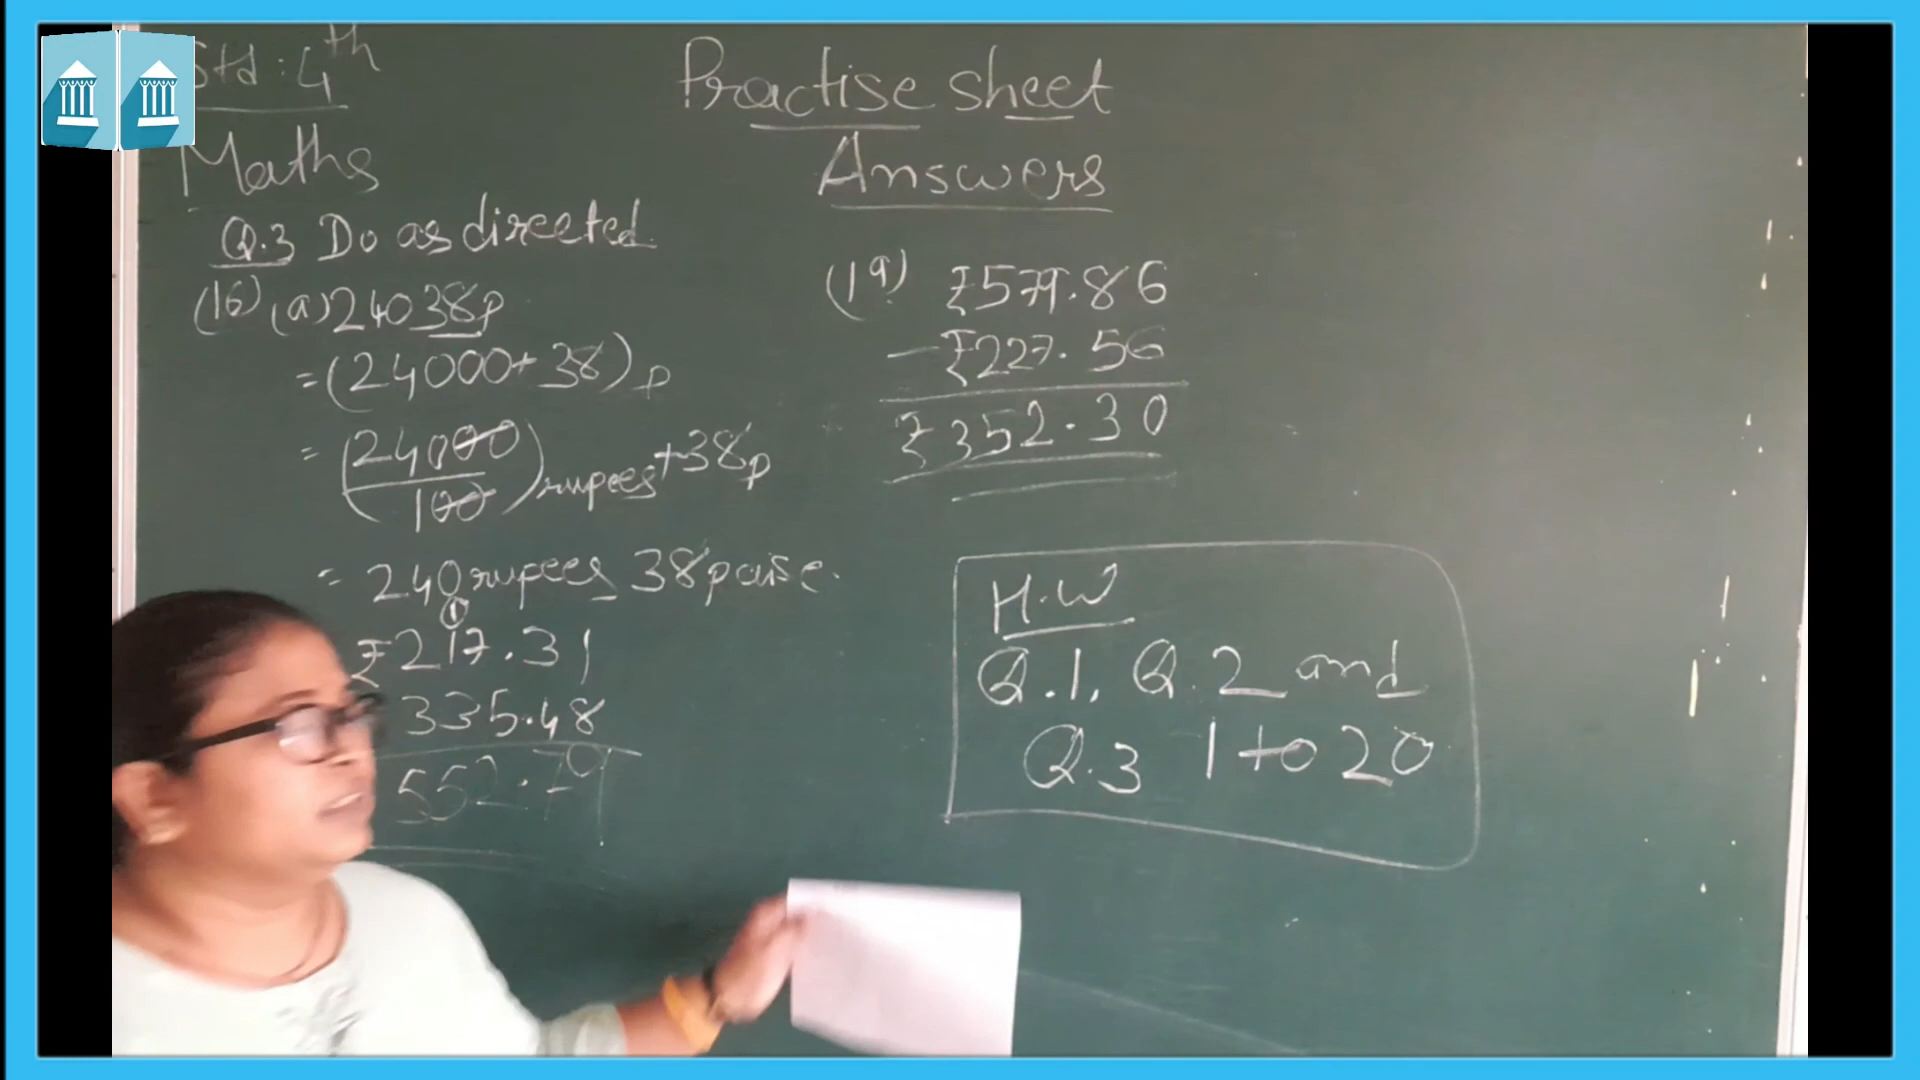 Std : 4th
Maths
Practise sheet
Answers
Q.3 Do as directed.
(16) (a) 24038p
= (24000 + 38) p
= (24000/100) rupees + 38p
= 240 rupees 38 paise.
1
₹217.31
335.48
552.79
(19) ₹579.86
- ₹227.56
₹352.30
H.W
Q.1, Q.2 and
Q.3 1 to 20